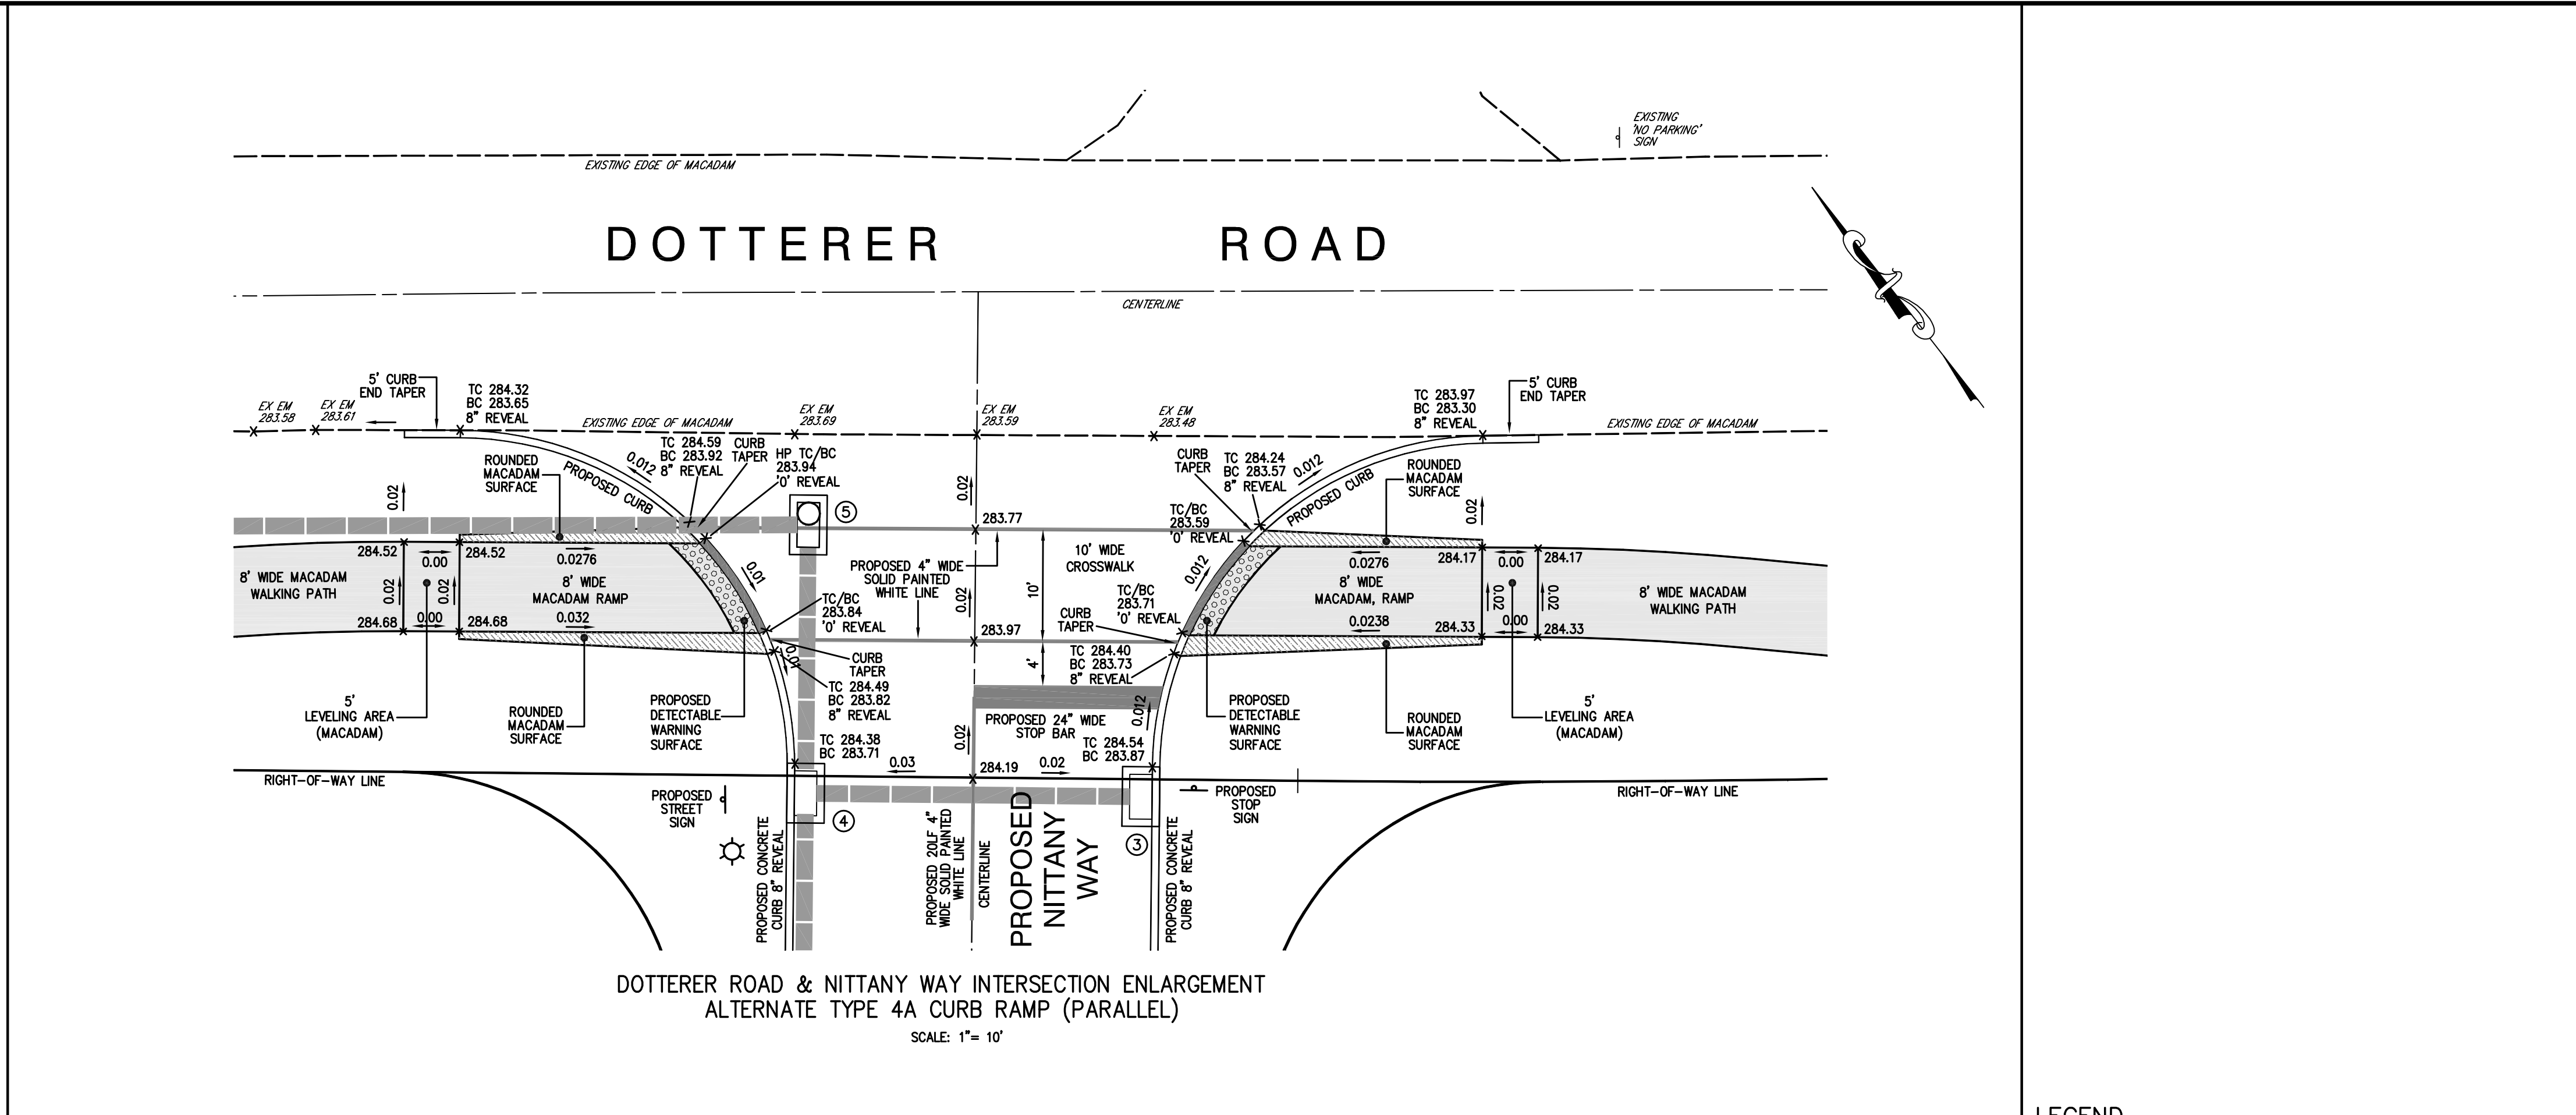 EXISTING
'NO PARKING'
SIGN
EXISTING EDGE OF MACADAM
DOTTERER ROAD
CENTERLINE
5' CURB
END TAPER
TC 284.32
BC 283.65
8" REVEAL
EX EM
283.58
EX EM
283.61
EXISTING EDGE OF MACADAM
EX EM
283.69
EX EM
283.59
EX EM
283.48
TC 283.97
BC 283.30
8" REVEAL
5' CURB
END TAPER
EXISTING EDGE OF MACADAM
ROUNDED
MACADAM
SURFACE
0.012
PROPOSED CURB
TC 284.59
BC 283.92
8" REVEAL
CURB
TAPER
HP TC/BC
283.94
'0' REVEAL
CURB
TAPER
TC 284.24
BC 283.57
8" REVEAL
0.012
PROPOSED CURB
ROUNDED
MACADAM
SURFACE
0.02
0.02
0.02
5
283.77
TC/BC
283.59
'0' REVEAL
284.52
0.00
284.52
0.0276
8' WIDE MACADAM
WALKING PATH
0.02
0.02
8' WIDE
MACADAM RAMP
284.68
0.00
284.68
0.032
0.01
PROPOSED 4" WIDE
SOLID PAINTED
WHITE LINE
0.02
10'
10' WIDE
CROSSWALK
0.012
TC/BC
283.84
'0' REVEAL
TC/BC
283.71
'0' REVEAL
CURB
TAPER
283.97
0.0276
284.17
0.00
284.17
8' WIDE
MACADAM, RAMP
0.02
0.02
8' WIDE MACADAM
WALKING PATH
0.0238
284.33
0.00
284.33
0.01
CURB
TAPER
TC 284.49
BC 283.82
8" REVEAL
4'
TC 284.40
BC 283.73
8" REVEAL
5'
LEVELING AREA
(MACADAM)
ROUNDED
MACADAM
SURFACE
PROPOSED
DETECTABLE
WARNING
SURFACE
TC 284.38
BC 283.71
0.02
PROPOSED 24" WIDE
STOP BAR
0.012
TC 284.54
BC 283.87
PROPOSED
DETECTABLE
WARNING
SURFACE
ROUNDED
MACADAM
SURFACE
5'
LEVELING AREA
(MACADAM)
0.03
284.19
0.02
RIGHT-OF-WAY LINE
RIGHT-OF-WAY LINE
PROPOSED
STREET
SIGN
4
3
PROPOSED
STOP
SIGN
PROPOSED CONCRETE
CURB 8" REVEAL
PROPOSED 20LF 4"
WIDE SOLID PAINTED
WHITE LINE
CENTERLINE
PROPOSED
NITTANY
WAY
PROPOSED CONCRETE
CURB 8" REVEAL
DOTTERER ROAD & NITTANY WAY INTERSECTION ENLARGEMENT
ALTERNATE TYPE 4A CURB RAMP (PARALLEL)
SCALE: 1"= 10'
LEGEND